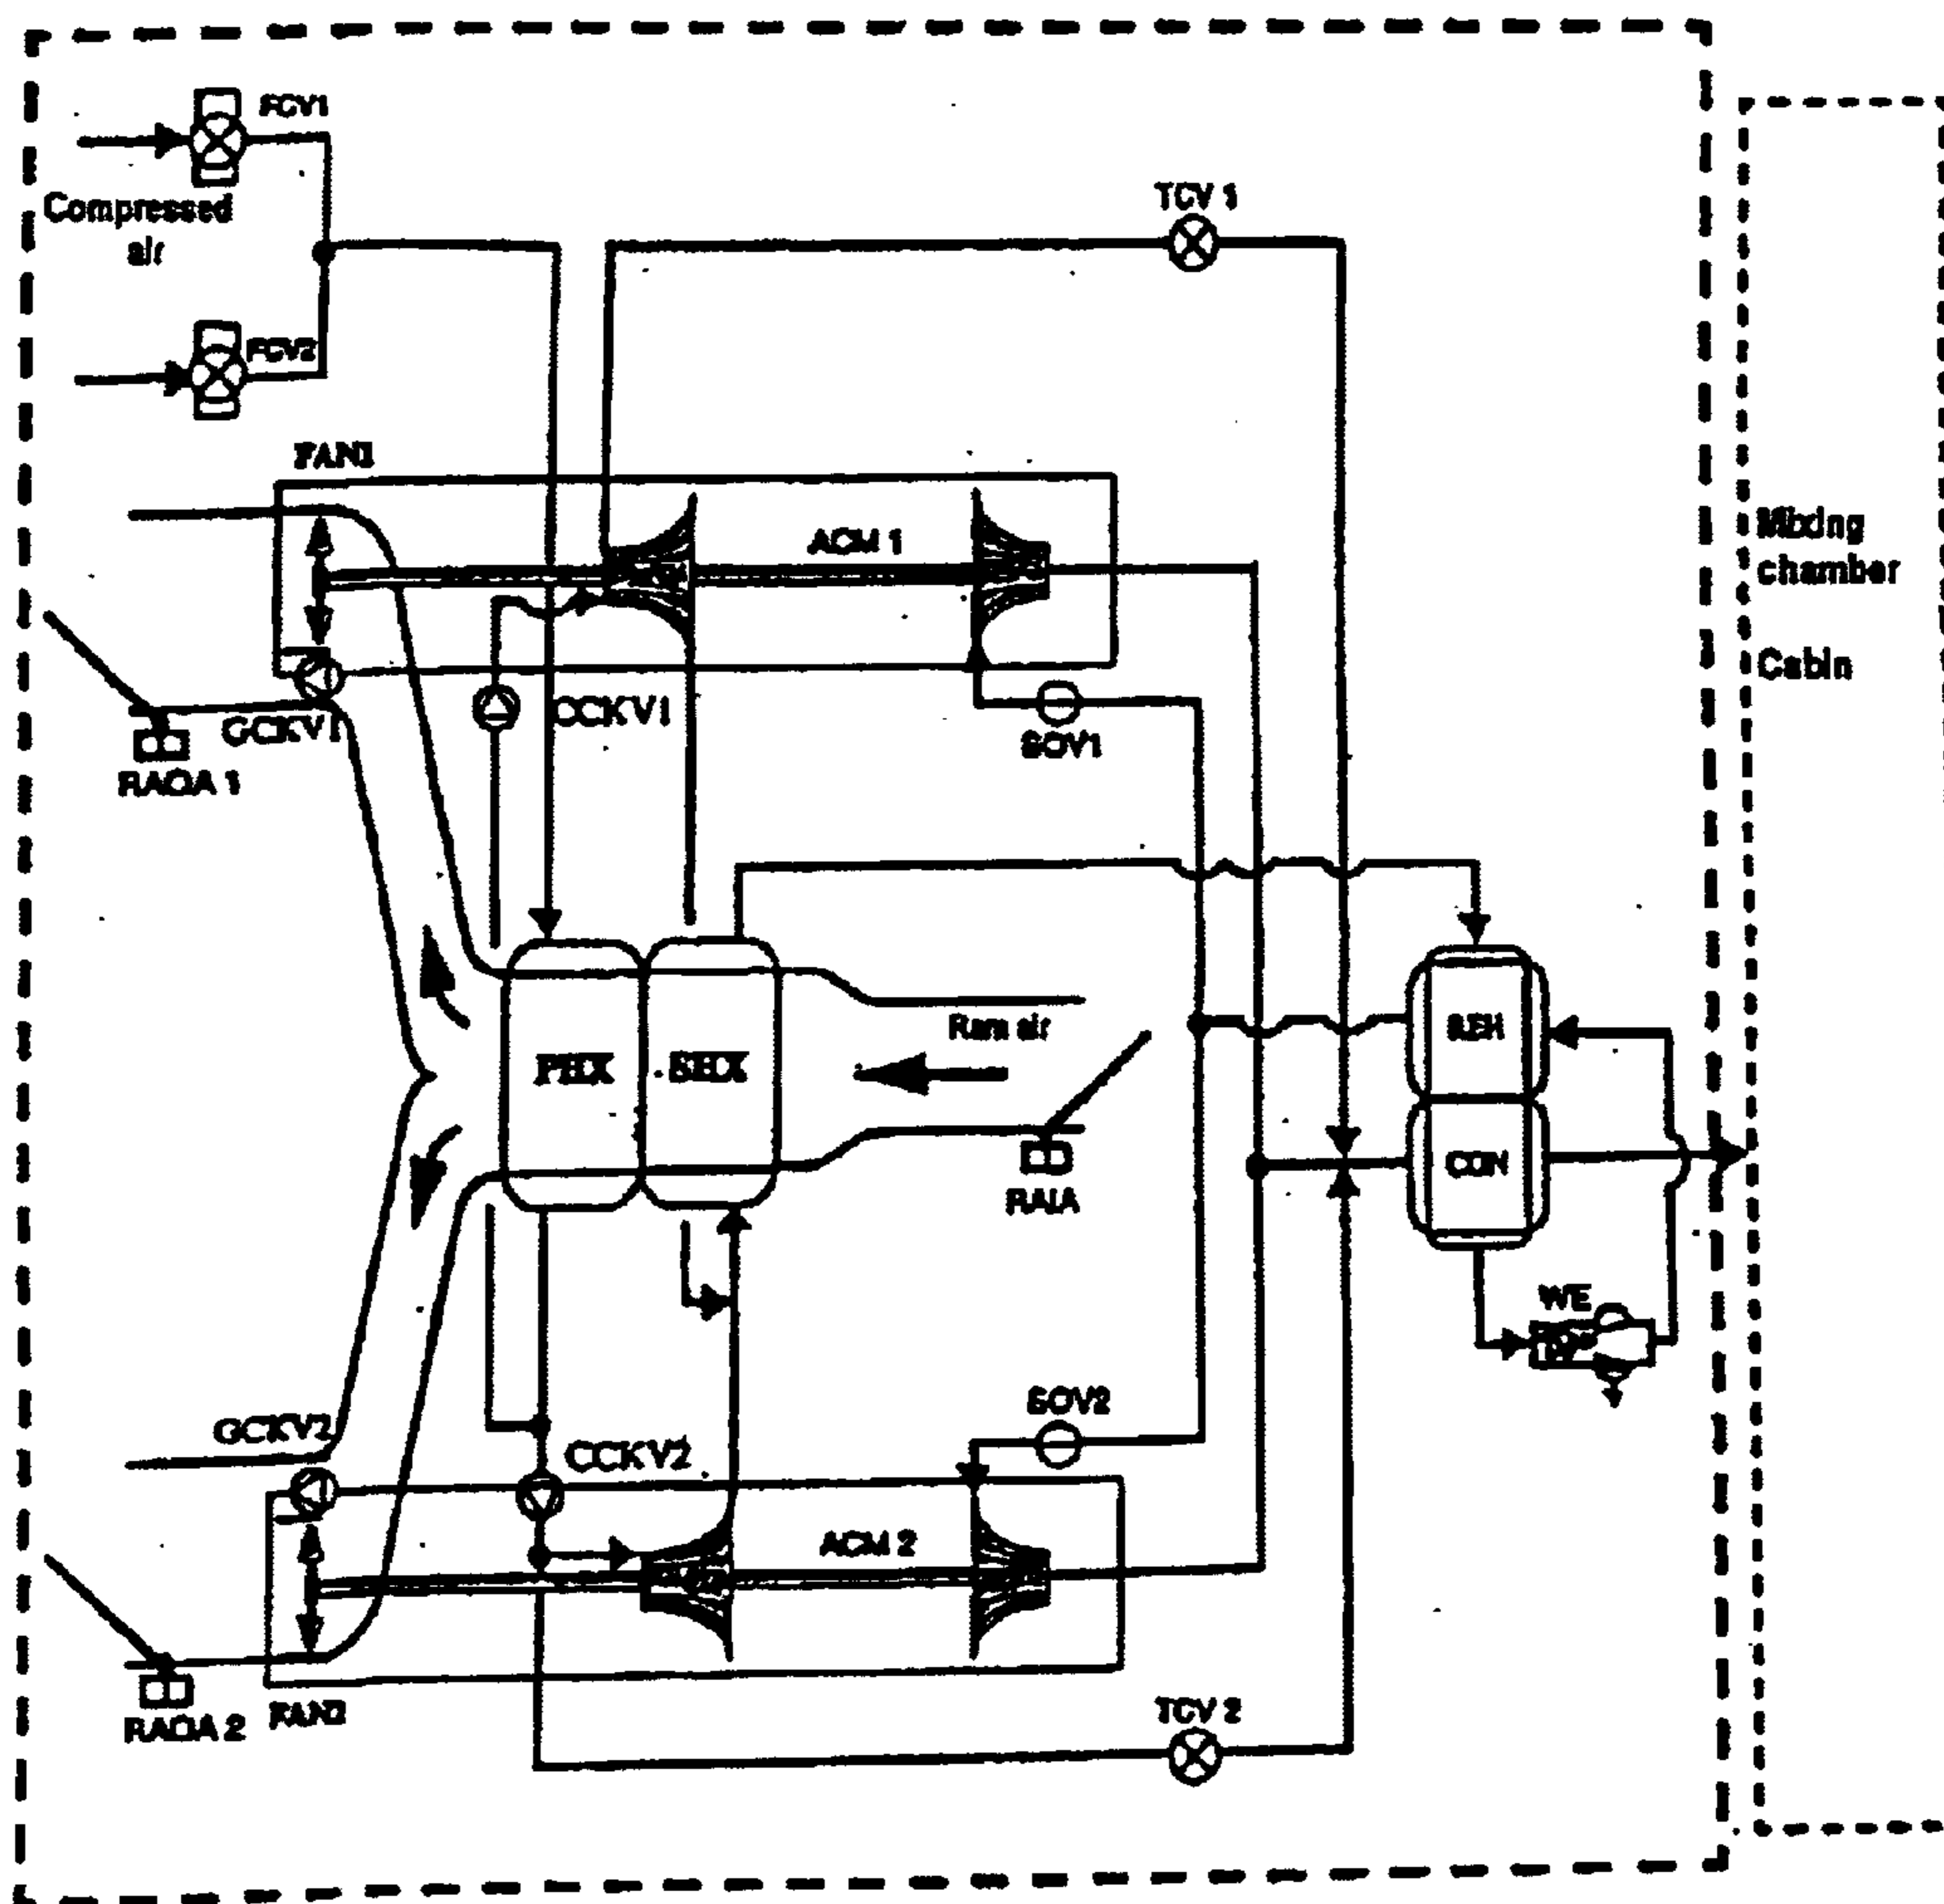 FCV1
Compressed
air
FCV2
TCV 1
FAN1
ACM 1
Mixing
chamber
Cabin
GCKV1
CCKV1
SOV1
RAOA 1
Ram air
PHX
SHX
REH
CON
RAIA
WE
SOV2
GCKV2
CCKV2
ACM 2
RAOA 2
FAN2
TCV 2